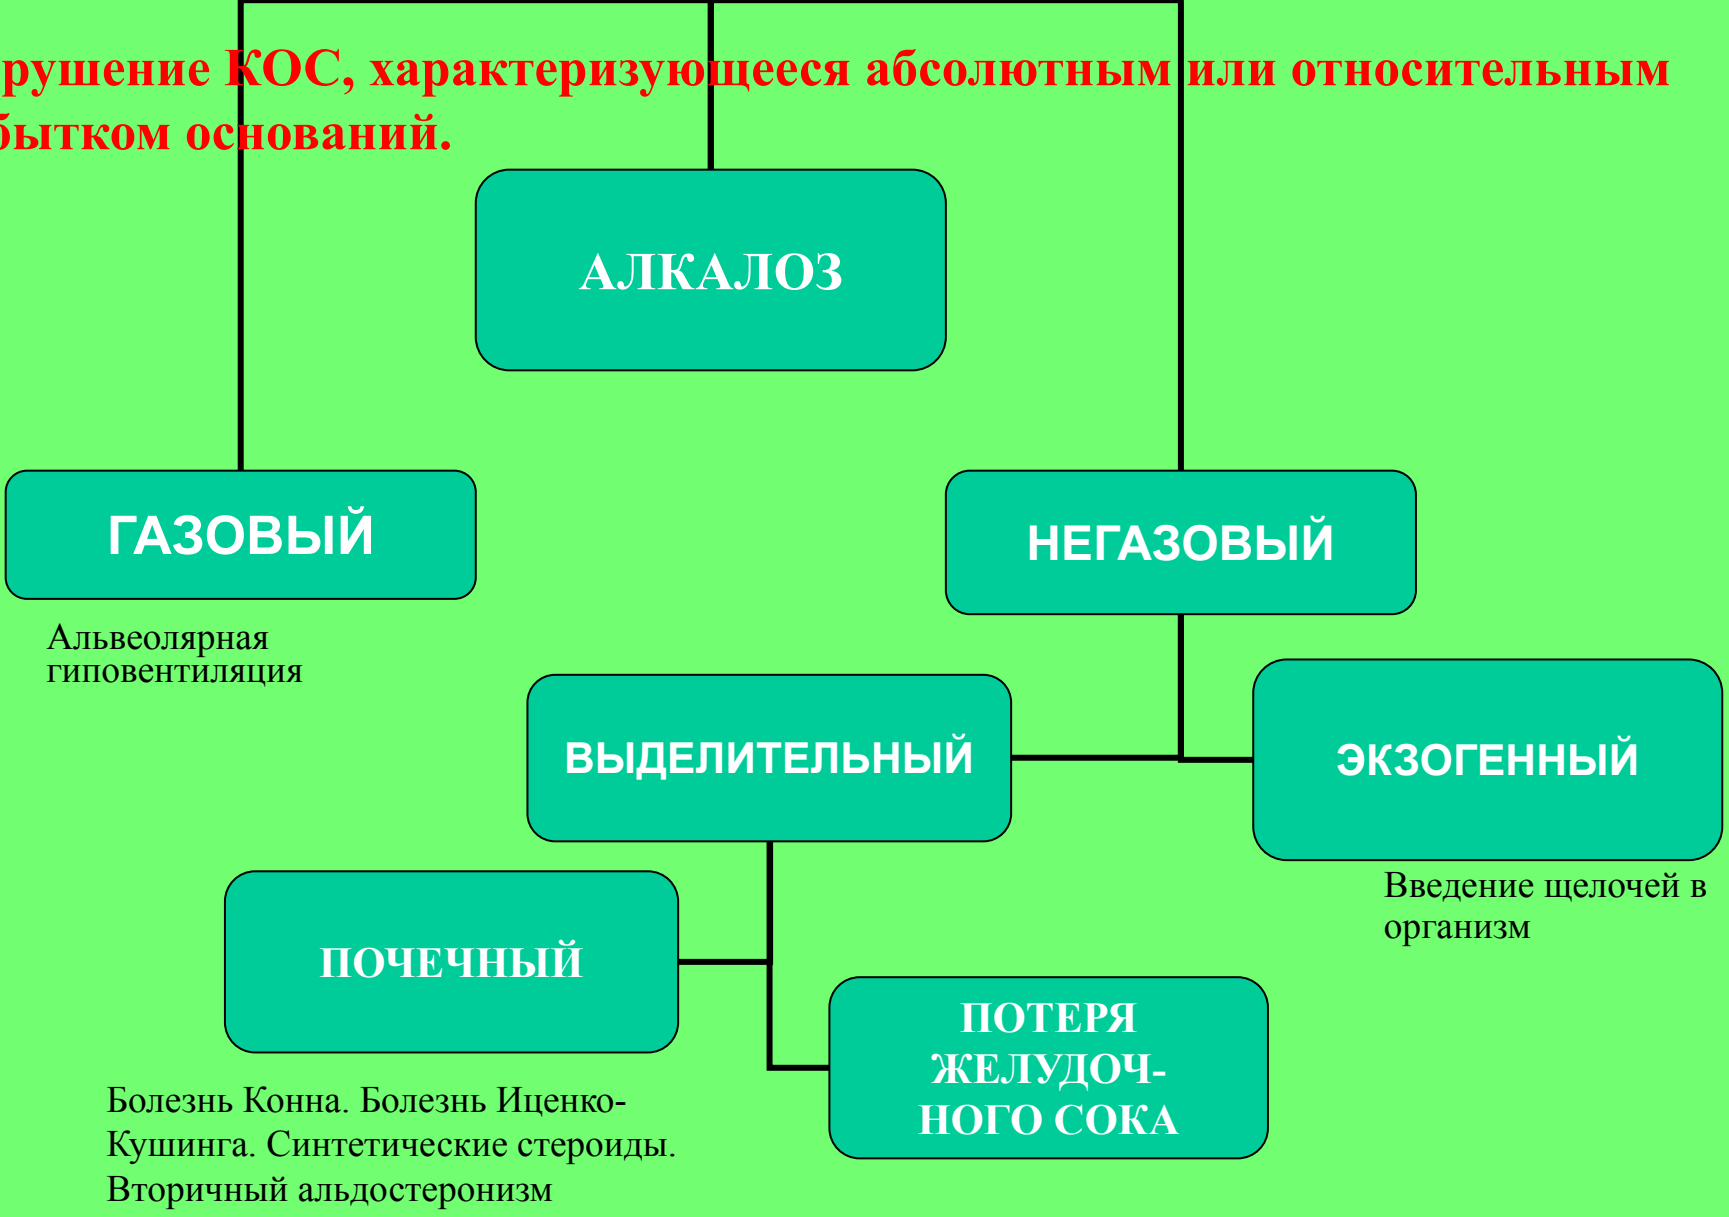 рушение КОС, характеризующееся абсолютным или относительным
бытком оснований.
АЛКАЛОЗ
ГАЗОВЫЙ
НЕГАЗОВЫЙ
Альвеолярная
гиповентиляция
ВЫДЕЛИТЕЛЬНЫЙ
ЭКЗОГЕННЫЙ
Введение щелочей в
организм
ПОЧЕЧНЫЙ
ПОТЕРЯ
ЖЕЛУДОЧ-
НОГО СОКА
Болезнь Конна. Болезнь Иценко-
Кушинга. Синтетические стероиды.
Вторичный альдостеронизм